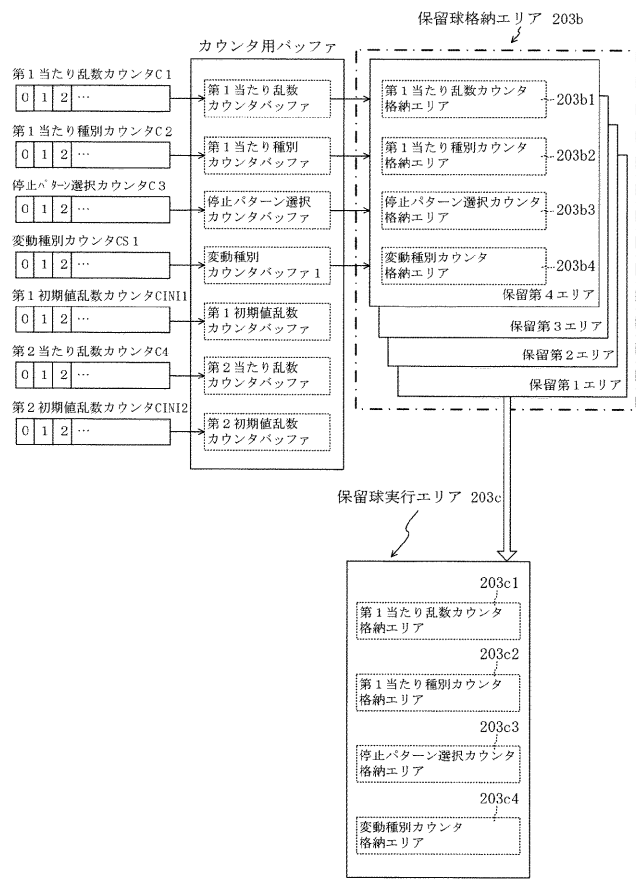 保留球格納エリア 203b
カウンタ用バッファ
第１当たり乱数カウンタC１
0 1 2 …
第１当たり乱数
カウンタバッファ
第１当たり乱数カウンタ
格納エリア
203b1
第１当たり種別カウンタC２
0 1 2 …
第１当たり種別
カウンタバッファ
第１当たり種別カウンタ
格納エリア
203b2
停止ﾊﾟﾀｰﾝ選択カウンタC３
0 1 2 …
停止パターン選択
カウンタバッファ
停止パターン選択カウンタ
格納エリア
203b3
変動種別カウンタCS１
0 1 2 …
変動種別
カウンタバッファ１
変動種別カウンタ
格納エリア
203b4
保留第４エリア
第１初期値乱数カウンタCINI1
0 1 2 …
第１初期値乱数
カウンタバッファ
保留第３エリア
保留第２エリア
第２当たり乱数カウンタC4
0 1 2 …
第２当たり乱数
カウンタバッファ
保留第１エリア
第２初期値乱数カウンタCINI2
0 1 2 …
第２初期値乱数
カウンタバッファ
保留球実行エリア 203c
203c1
第１当たり乱数カウンタ
格納エリア
203c2
第１当たり種別カウンタ
格納エリア
203c3
停止パターン選択カウンタ
格納エリア
203c4
変動種別カウンタ
格納エリア